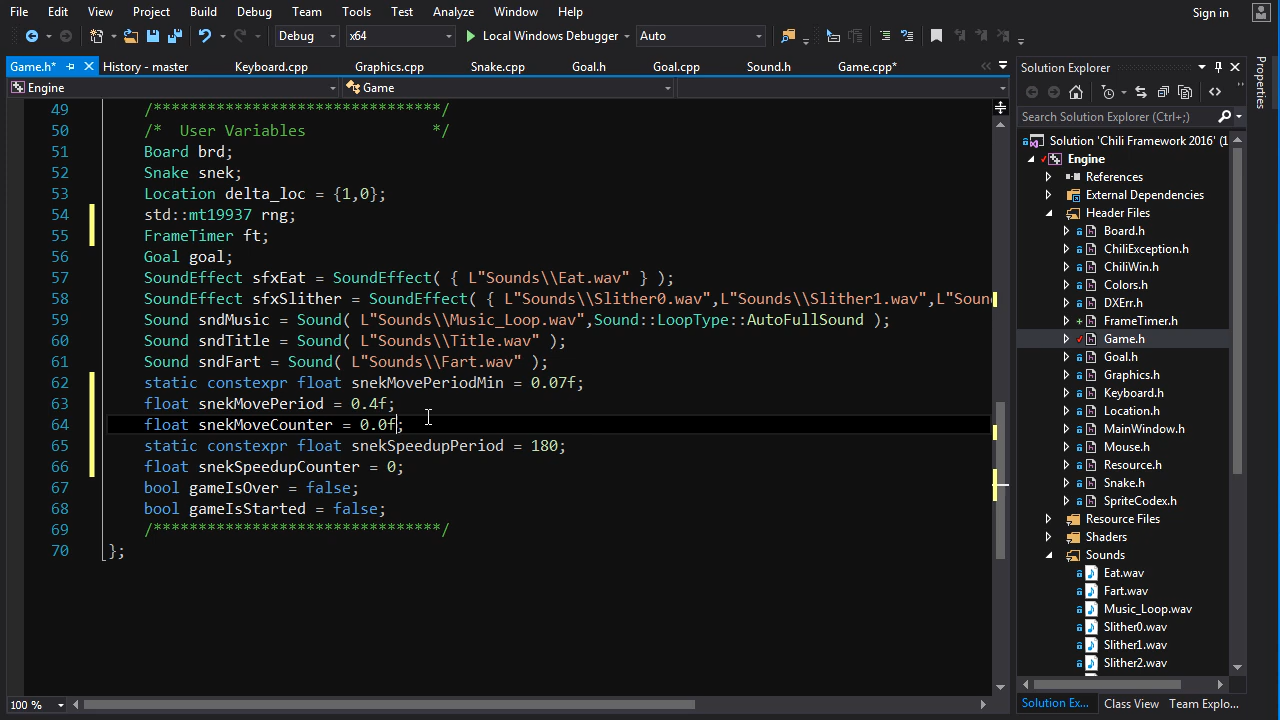 File Edit View Project Build Debug Team Tools Test Analyze Window Help Sign in
Debug x64 Local Windows Debugger Auto
Game.h* History - master Keyboard.cpp Graphics.cpp Snake.cpp Goal.h Goal.cpp Sound.h Game.cpp*
Engine Game
49 /********************************/
50 /* User Variables */
51 Board brd;
52 Snake snek;
53 Location delta_loc = {1,0};
54 std::mt19937 rng;
55 FrameTimer ft;
56 Goal goal;
57 SoundEffect sfxEat = SoundEffect( { L"Sounds\\Eat.wav" } );
58 SoundEffect sfxSlither = SoundEffect( { L"Sounds\\Slither0.wav",L"Sounds\\Slither1.wav",L"Soun
59 Sound sndMusic = Sound( L"Sounds\\Music_Loop.wav",Sound::LoopType::AutoFullSound );
60 Sound sndTitle = Sound( L"Sounds\\Title.wav" );
61 Sound sndFart = Sound( L"Sounds\\Fart.wav" );
62 static constexpr float snekMovePeriodMin = 0.07f;
63 float snekMovePeriod = 0.4f;
64 float snekMoveCounter = 0.0f;
65 static constexpr float snekSpeedupPeriod = 180;
66 float snekSpeedupCounter = 0;
67 bool gameIsOver = false;
68 bool gameIsStarted = false;
69 /********************************/
70 };
100 %
Solution Explorer
Search Solution Explorer (Ctrl+;)
Solution 'Chili Framework 2016' (1
Engine
References
External Dependencies
Header Files
Board.h
ChiliException.h
ChiliWin.h
Colors.h
DXErr.h
FrameTimer.h
Game.h
Goal.h
Graphics.h
Keyboard.h
Location.h
MainWindow.h
Mouse.h
Resource.h
Snake.h
SpriteCodex.h
Resource Files
Shaders
Sounds
Eat.wav
Fart.wav
Music_Loop.wav
Slither0.wav
Slither1.wav
Slither2.wav
Solution Ex... Class View Team Explo...
Properties